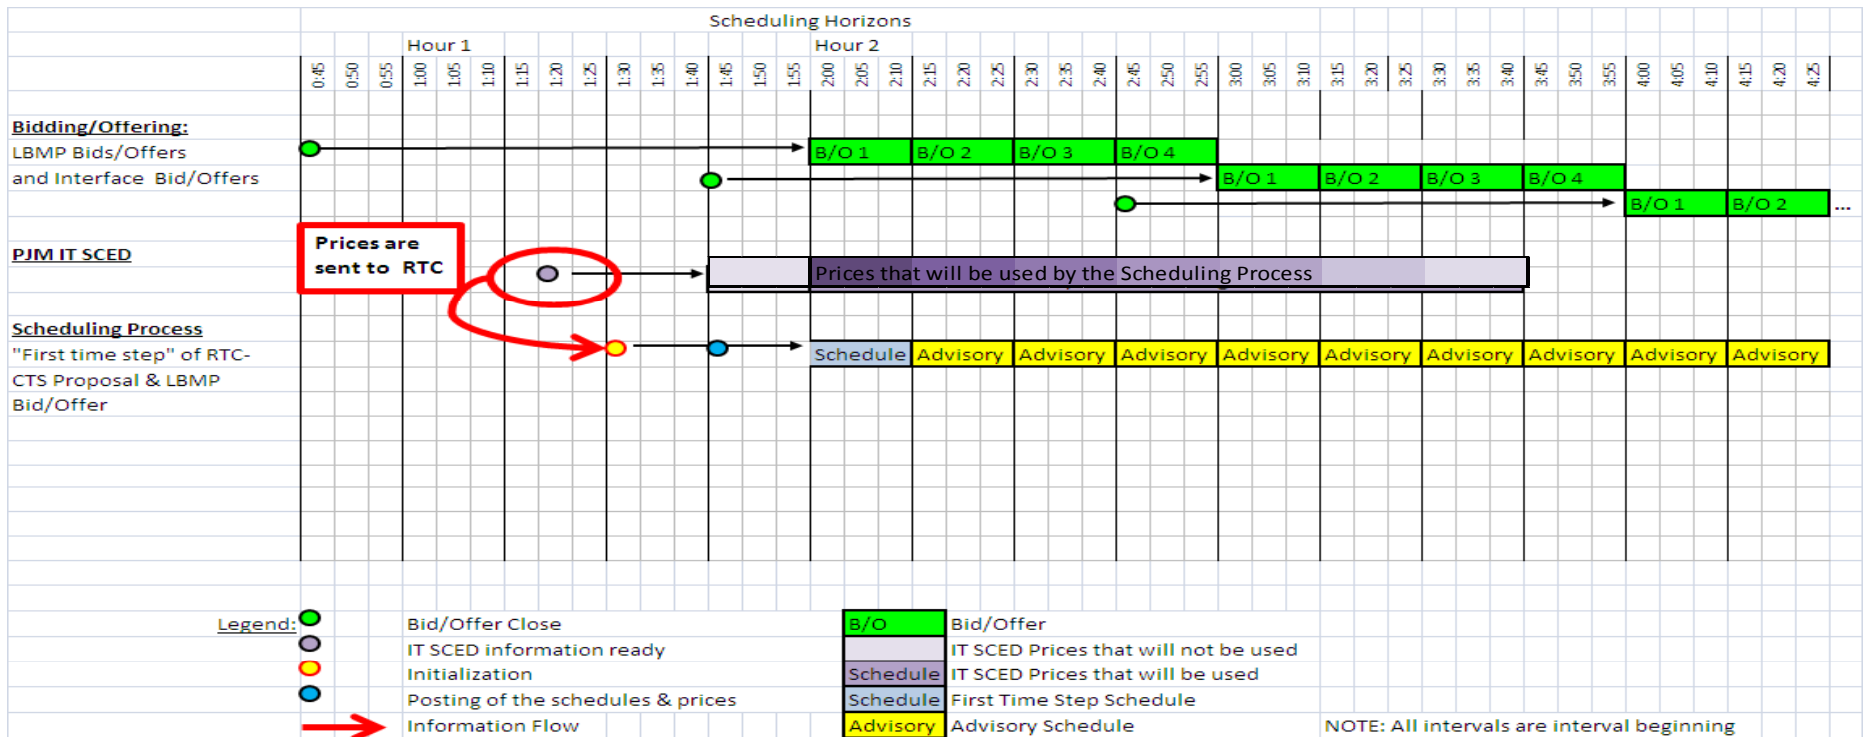 Scheduling Horizons
Hour 1 Hour 2
0:45 0:50 0:55 1:00 1:05 1:10 1:15 1:20 1:25 1:30 1:35 1:40 1:45 1:50 1:55 2:00 2:05 2:10 2:15 2:20 2:25 2:30 2:35 2:40 2:45 2:50 2:55 3:00 3:05 3:10 3:15 3:20 3:25 3:30 3:35 3:40 3:45 3:50 3:55 4:00 4:05 4:10 4:15 4:20 4:25
Bidding/Offering:
LBMP Bids/Offers B/O 1 B/O 2 B/O 3 B/O 4
and Interface Bid/Offers B/O 1 B/O 2 B/O 3 B/O 4
B/O 1 B/O 2 ...
Prices are
sent to RTC
PJM IT SCED
Prices that will be used by the Scheduling Process
Scheduling Process
"First time step" of RTC- Schedule Advisory Advisory Advisory Advisory Advisory Advisory Advisory Advisory Advisory
CTS Proposal & LBMP
Bid/Offer
Legend: Bid/Offer Close B/O Bid/Offer
IT SCED information ready IT SCED Prices that will not be used
Initialization Schedule IT SCED Prices that will be used
Posting of the schedules & prices Schedule First Time Step Schedule
Information Flow Advisory Advisory Schedule NOTE: All intervals are interval beginning